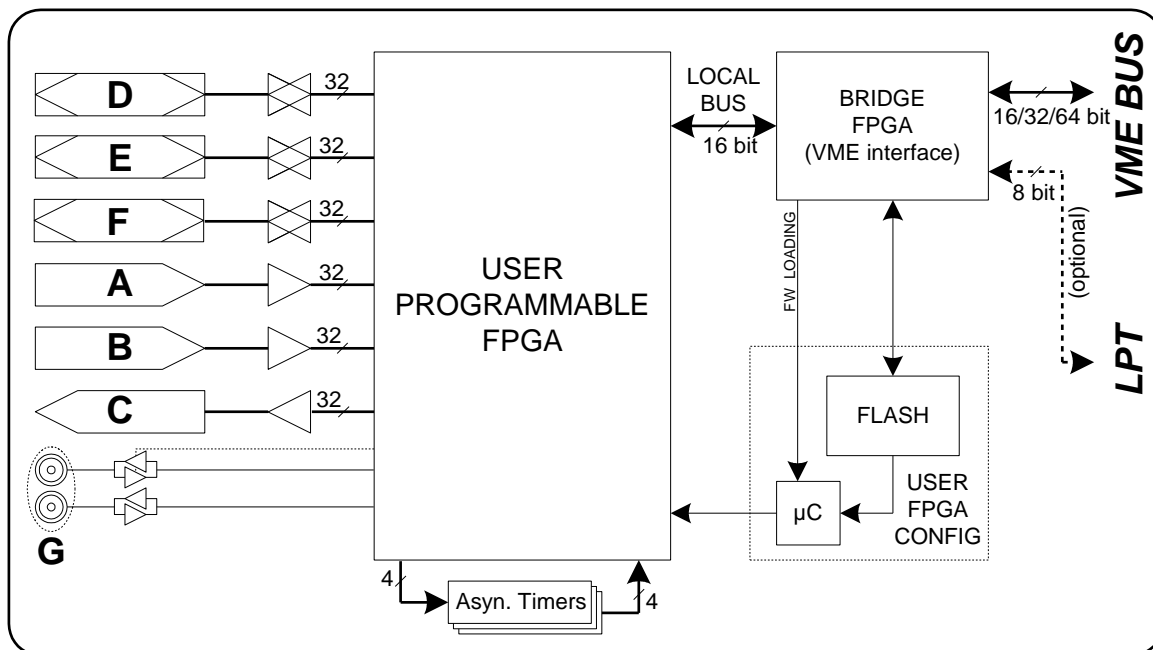 D
32
E
32
F
32
A
32
B
32
C
32
G
USER
PROGRAMMABLE
FPGA
4
Asyn. Timers
4
LOCAL
BUS
16 bit
BRIDGE
FPGA
(VME interface)
16/32/64 bit
8 bit
VME BUS
(optional)
LPT
FW LOADING
FLASH
µC
USER
FPGA
CONFIG